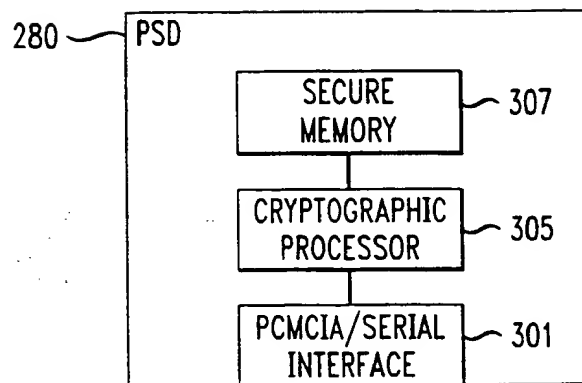 280 PSD
SECURE
MEMORY
307
CRYPTOGRAPHIC
PROCESSOR
305
PCMCIA/SERIAL
INTERFACE
301